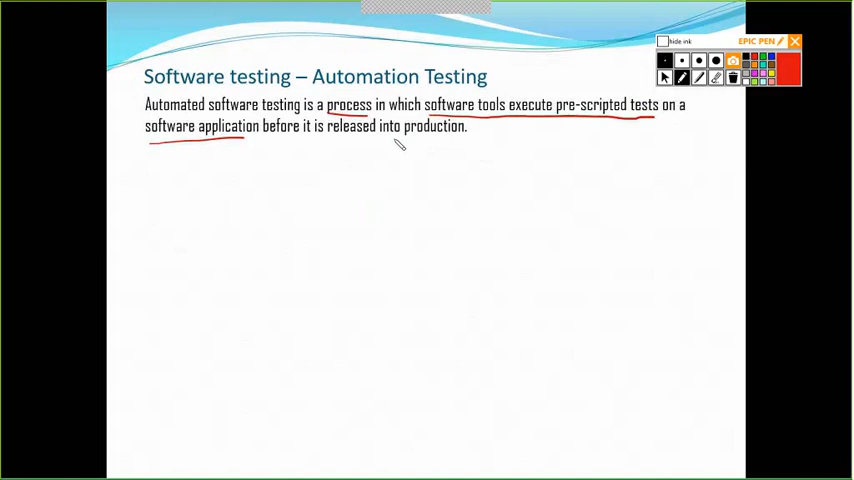 hide ink
EPIC PEN
Software testing – Automation Testing
Automated software testing is a process in which software tools execute pre-scripted tests on a
software application before it is released into production.